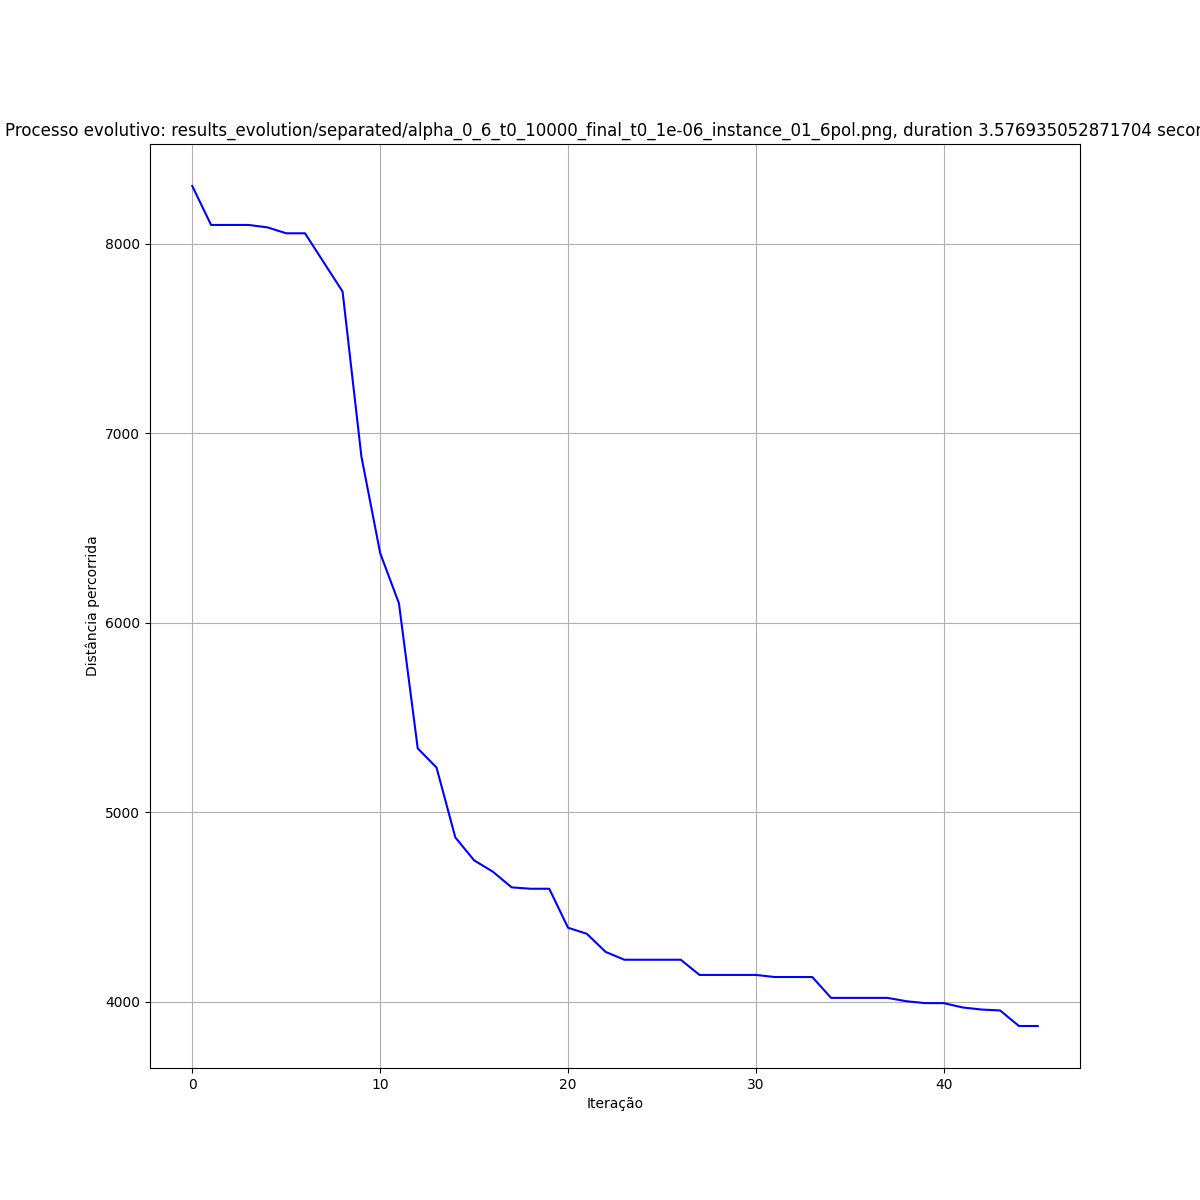 Processo evolutivo: results_evolution/separated/alpha_0_6_t0_10000_final_t0_1e-06_instance_01_6pol.png, duration 3.576935052871704
8000
7000
6000
5000
4000
Distância percorrida
0 10 20 30 40
Iteração